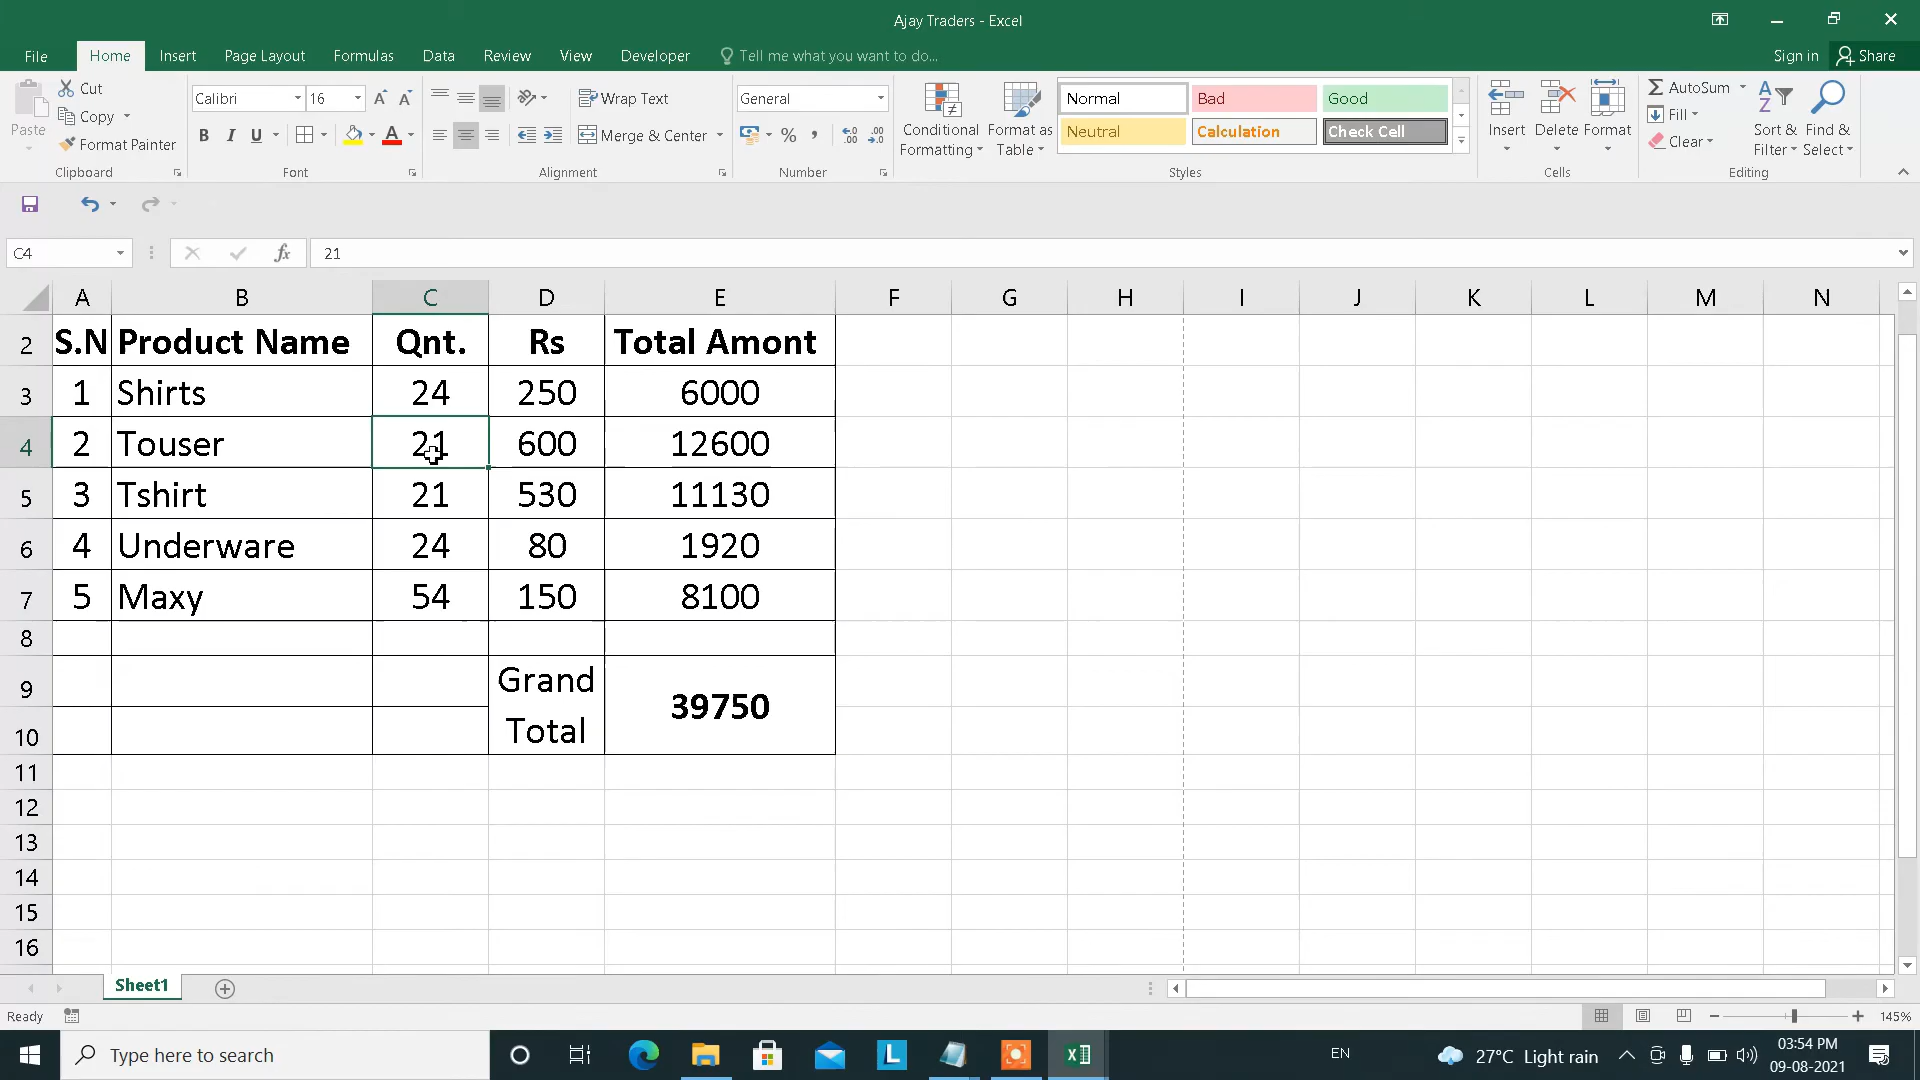 Ajay Traders - Excel
File Home Insert Page Layout Formulas Data Review View Developer Tell me what you want to do... Sign in Share
Paste Cut Copy Format Painter Clipboard
Calibri 16 A A B I U A Font
Wrap Text Merge & Center Alignment
General % , .0 .00 Number
Conditional Formatting Format as Table
Normal Bad Good
Neutral Calculation Check Cell
Styles
Insert Delete Format Cells
AutoSum Fill Clear Sort & Filter Find & Select Editing
C4 fx 21
A B C D E F G H I J K L M N
2 S.N Product Name Qnt. Rs Total Amont
3 1 Shirts 24 250 6000
4 2 Touser 21 600 12600
5 3 Tshirt 21 530 11130
6 4 Underware 24 80 1920
7 5 Maxy 54 150 8100
8
9 Grand
10 Total 39750
11
12
13
14
15
16
Sheet1
Ready 145%
Type here to search L EN 27°C Light rain 03:54 PM
09-08-2021